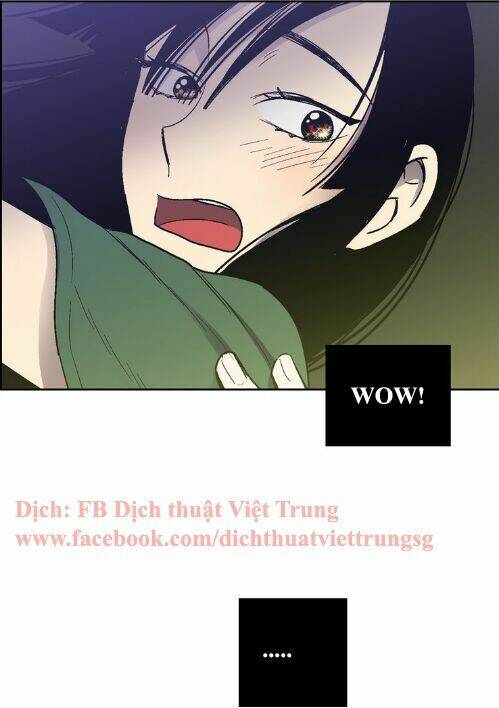 WOW!
Dịch: FB Dịch thuật Việt Trung
www.facebook.com/dichthuatviettrungsg
.....